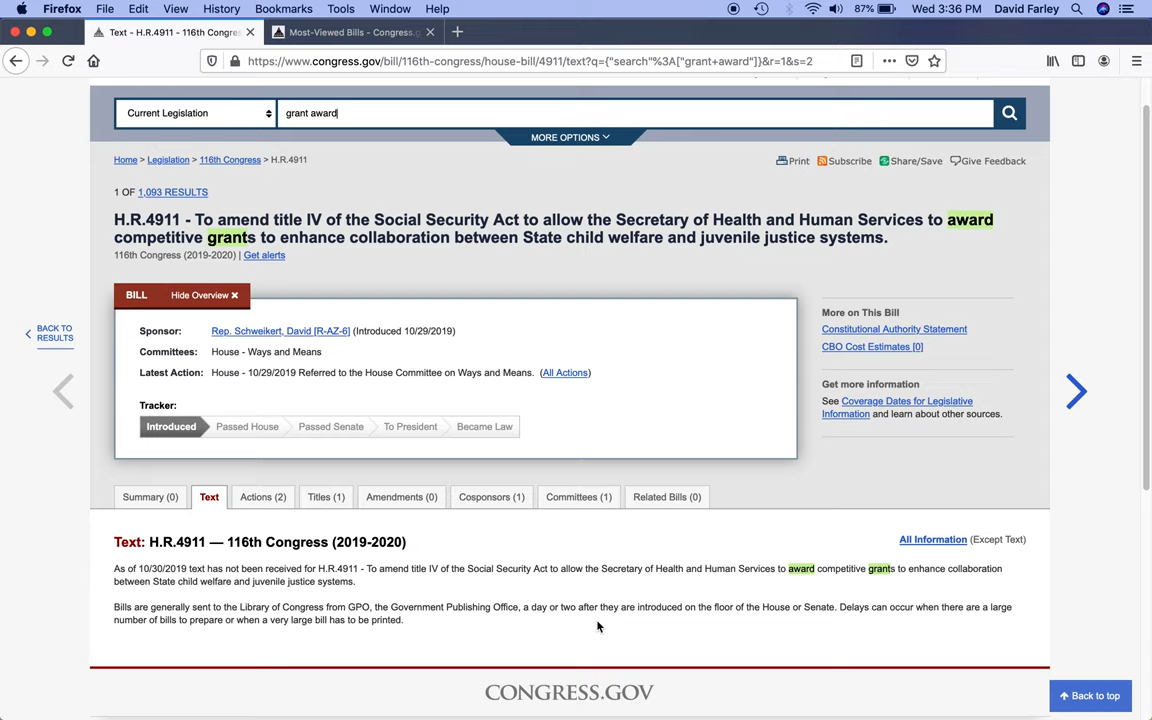 Firefox File Edit View History Bookmarks Tools Window Help 87% Wed 3:36 PM David Farley
Text - H.R.4911 - 116th Congres Most-Viewed Bills - Congress.g
https://www.congress.gov/bill/116th-congress/house-bill/4911/text?q={"search"%3A["grant+award"]}&r=1&s=2
Current Legislation grant award
MORE OPTIONS
Home > Legislation > 116th Congress > H.R.4911 Print Subscribe Share/Save Give Feedback
1 OF 1,093 RESULTS
H.R.4911 - To amend title IV of the Social Security Act to allow the Secretary of Health and Human Services to award
competitive grants to enhance collaboration between State child welfare and juvenile justice systems.
116th Congress (2019-2020) | Get alerts
BILL Hide Overview ×
Sponsor: Rep. Schweikert, David [R-AZ-6] (Introduced 10/29/2019)
Committees: House - Ways and Means
Latest Action: House - 10/29/2019 Referred to the House Committee on Ways and Means. (All Actions)
Tracker:
Introduced Passed House Passed Senate To President Became Law
More on This Bill
Constitutional Authority Statement
CBO Cost Estimates [0]
Get more information
See Coverage Dates for Legislative
Information and learn about other sources.
BACK TO
RESULTS
Summary (0) Text Actions (2) Titles (1) Amendments (0) Cosponsors (1) Committees (1) Related Bills (0)
Text: H.R.4911 — 116th Congress (2019-2020) All Information (Except Text)
As of 10/30/2019 text has not been received for H.R.4911 - To amend title IV of the Social Security Act to allow the Secretary of Health and Human Services to award competitive grants to enhance collaboration
between State child welfare and juvenile justice systems.
Bills are generally sent to the Library of Congress from GPO, the Government Publishing Office, a day or two after they are introduced on the floor of the House or Senate. Delays can occur when there are a large
number of bills to prepare or when a very large bill has to be printed.
CONGRESS.GOV
Back to top